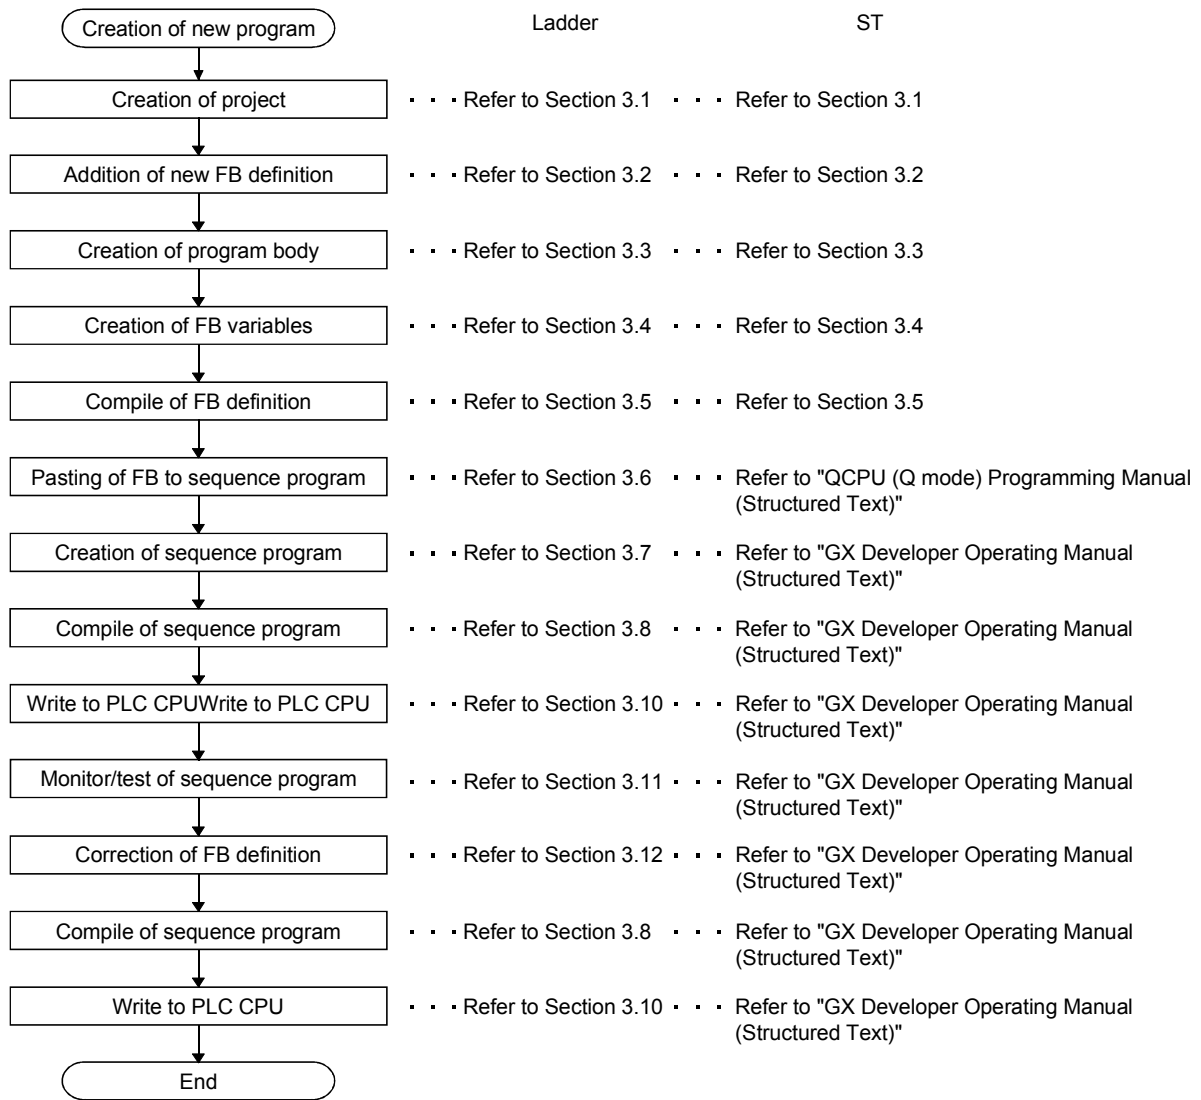 Creation of new program Ladder ST
Creation of project · · · Refer to Section 3.1 · · · Refer to Section 3.1
Addition of new FB definition · · · Refer to Section 3.2 · · · Refer to Section 3.2
Creation of program body · · · Refer to Section 3.3 · · · Refer to Section 3.3
Creation of FB variables · · · Refer to Section 3.4 · · · Refer to Section 3.4
Compile of FB definition · · · Refer to Section 3.5 · · · Refer to Section 3.5
Pasting of FB to sequence program · · · Refer to Section 3.6 · · · Refer to "QCPU (Q mode) Programming Manual
(Structured Text)"
Creation of sequence program · · · Refer to Section 3.7 · · · Refer to "GX Developer Operating Manual
(Structured Text)"
Compile of sequence program · · · Refer to Section 3.8 · · · Refer to "GX Developer Operating Manual
(Structured Text)"
Write to PLC CPUWrite to PLC CPU · · · Refer to Section 3.10 · · · Refer to "GX Developer Operating Manual
(Structured Text)"
Monitor/test of sequence program · · · Refer to Section 3.11 · · · Refer to "GX Developer Operating Manual
(Structured Text)"
Correction of FB definition · · · Refer to Section 3.12 · · · Refer to "GX Developer Operating Manual
(Structured Text)"
Compile of sequence program · · · Refer to Section 3.8 · · · Refer to "GX Developer Operating Manual
(Structured Text)"
Write to PLC CPU · · · Refer to Section 3.10 · · · Refer to "GX Developer Operating Manual
(Structured Text)"
End